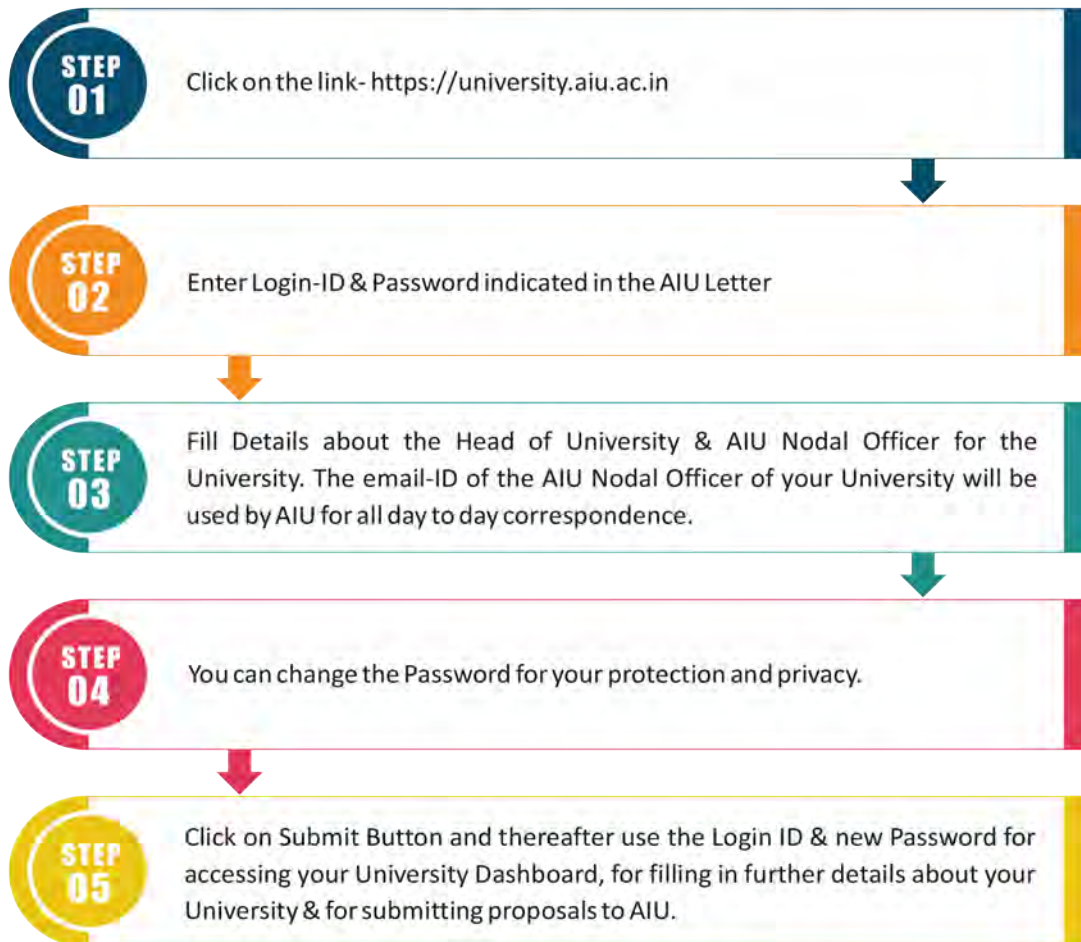 STEP
01
Click on the link- https://university.aiu.ac.in
STEP
02
Enter Login-ID & Password indicated in the AIU Letter
STEP
03
Fill Details about the Head of University & AIU Nodal Officer for the
University. The email-ID of the AIU Nodal Officer of your University will be
used by AIU for all day to day correspondence.
STEP
04
You can change the Password for your protection and privacy.
STEP
05
Click on Submit Button and thereafter use the Login ID & new Password for
accessing your University Dashboard, for filling in further details about your
University & for submitting proposals to AIU.